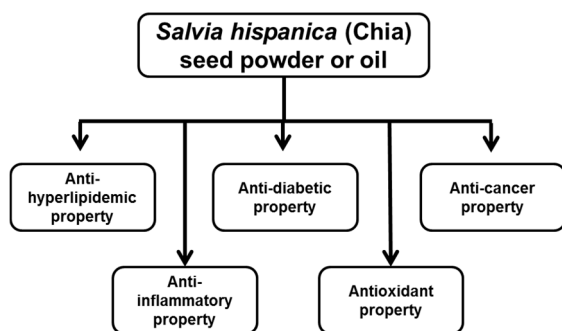 Salvia hispanica (Chia)
seed powder or oil
Anti-
hyperlipidemic
property
Anti-diabetic
property
Anti-cancer
property
Anti-
inflammatory
property
Antioxidant
property